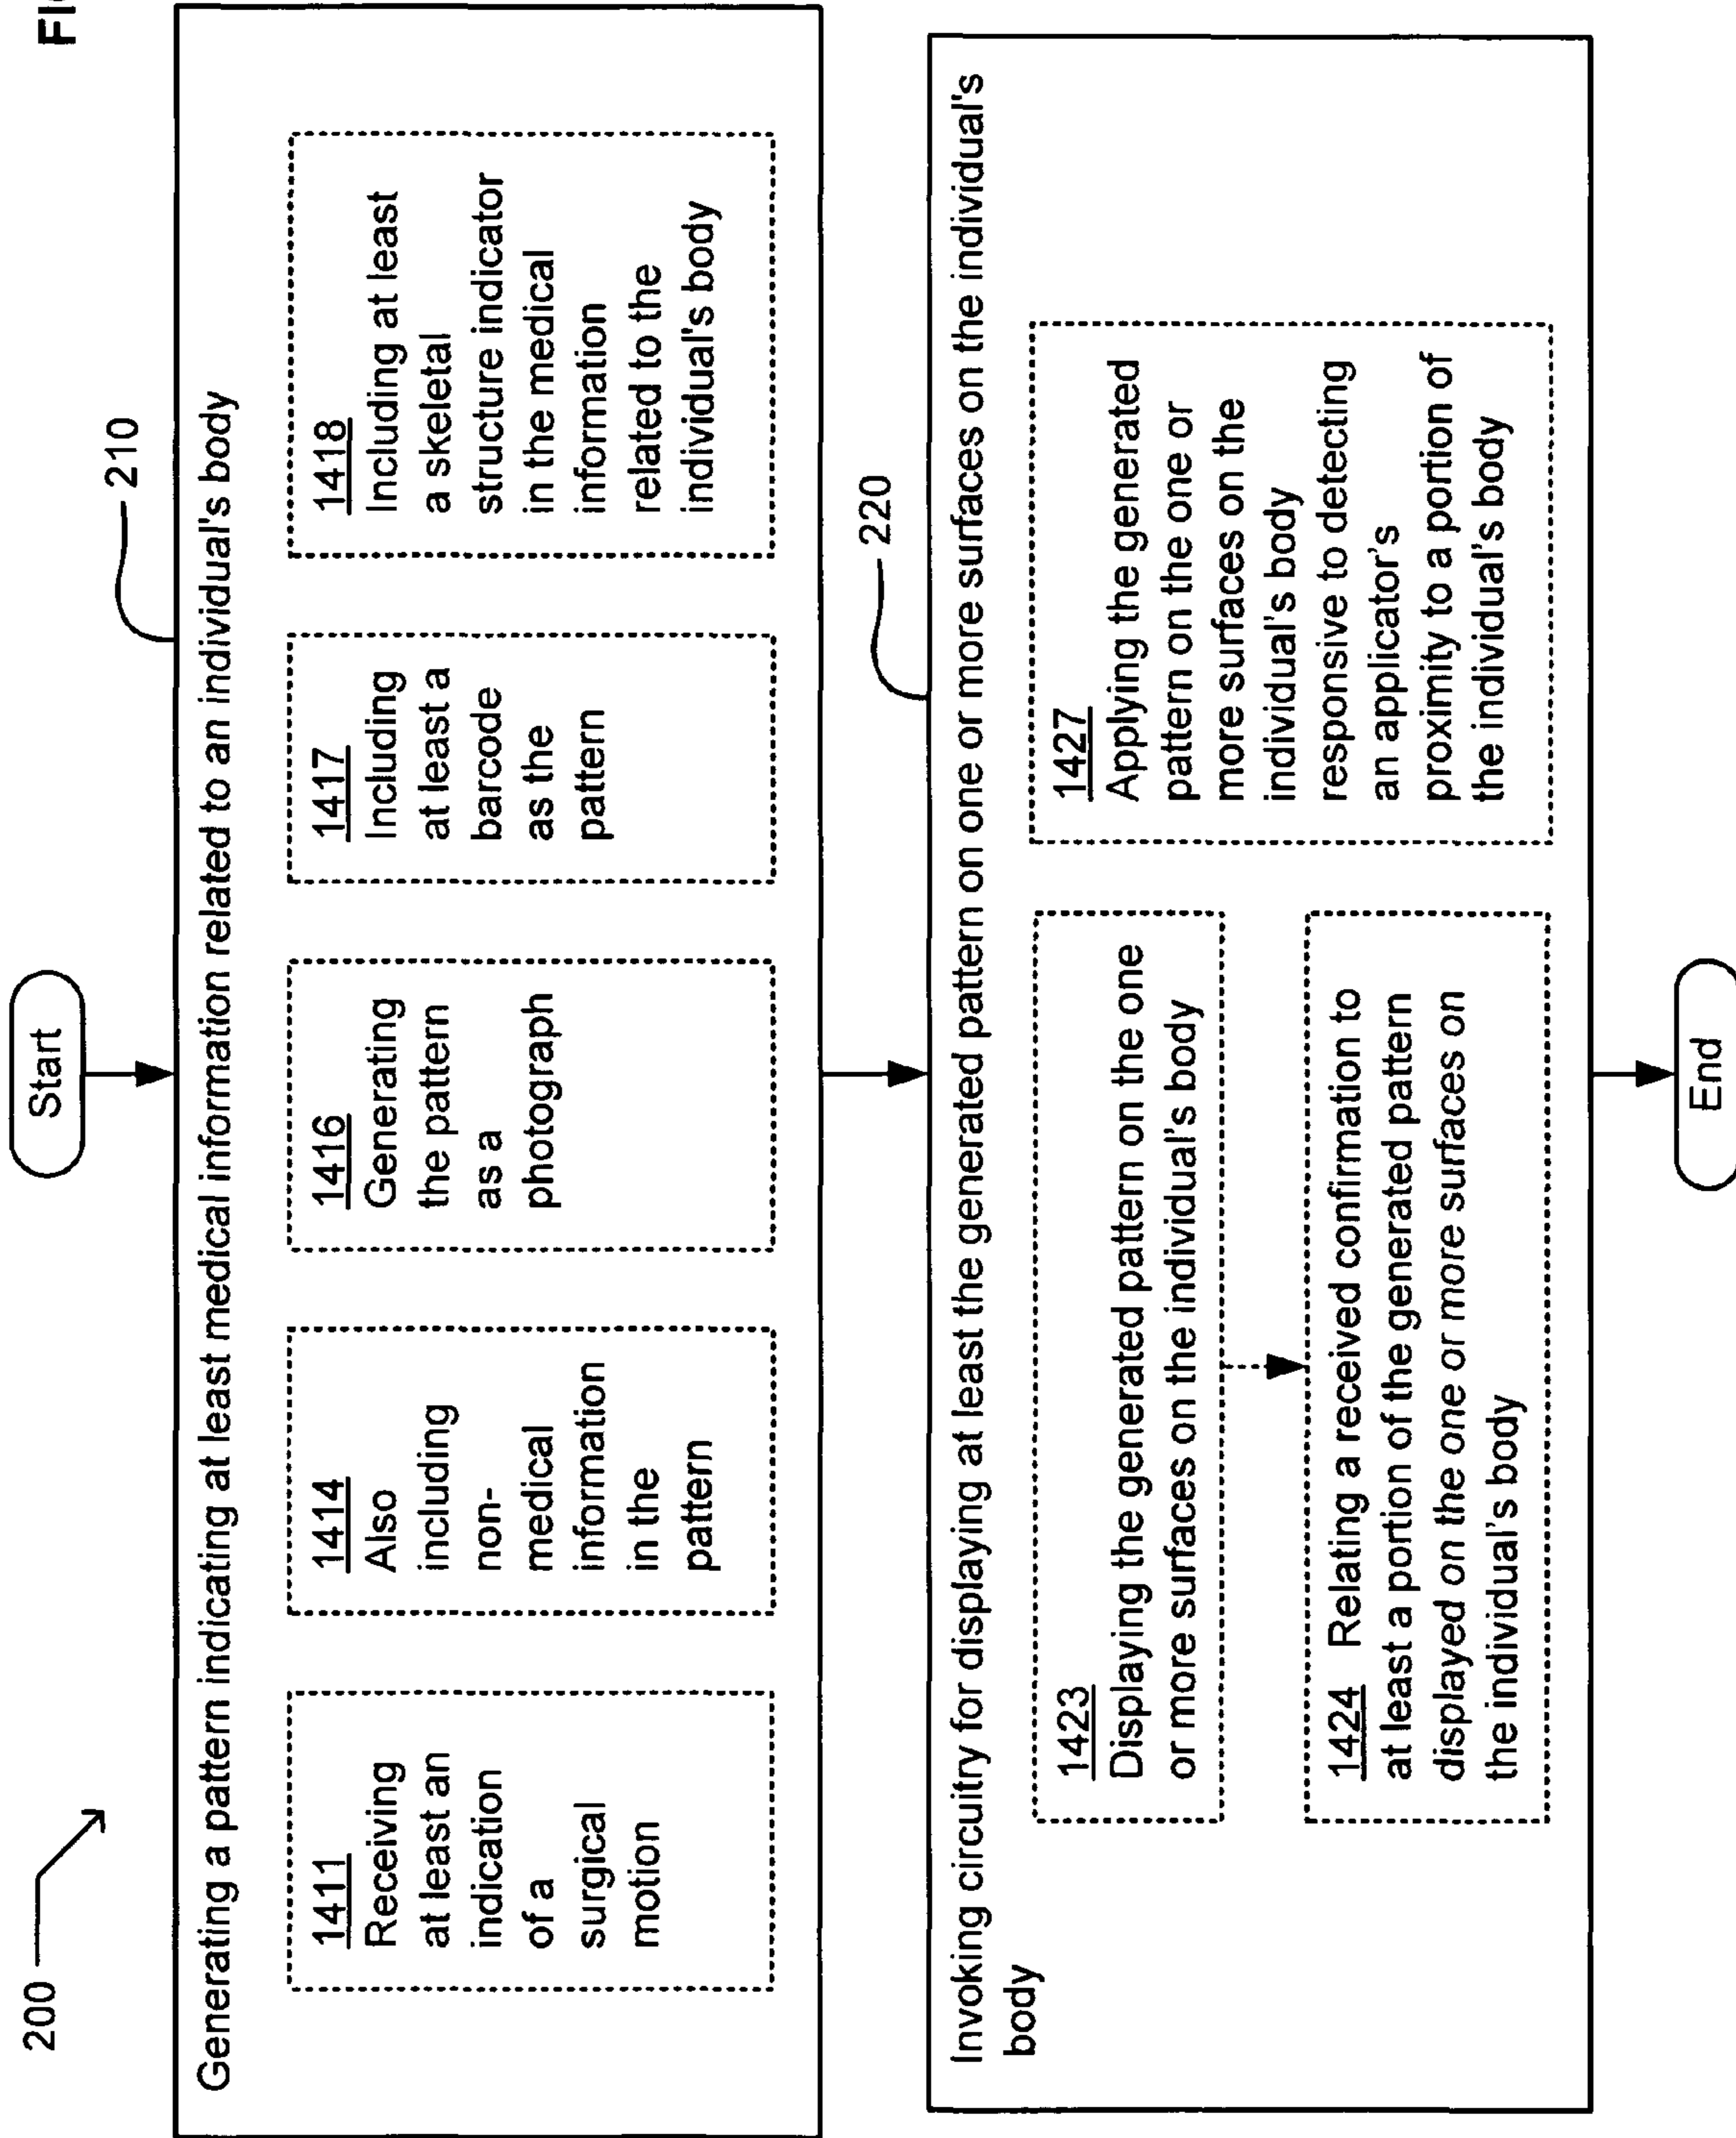 200
Start
210
Generating a pattern indicating at least medical information related to an individual's body
1411
Receiving
at least an
indication
of a
surgical
motion
1414
Also
including
non-
medical
information
in the
pattern
1416
Generating
the pattern
as a
photograph
1417
Including
at least a
barcode
as the
pattern
1418
Including at least
a skeletal
structure indicator
in the medical
information
related to the
individual's body
220
Invoking circuitry for displaying at least the generated pattern on one or more surfaces on the individual's
body
1423
Displaying the generated pattern on the one
or more surfaces on the individual's body
1424 Relating a received confirmation to
at least a portion of the generated pattern
displayed on the one or more surfaces on
the individual's body
1427
Applying the generated
pattern on the one or
more surfaces on the
individual's body
responsive to detecting
an applicator's
proximity to a portion of
the individual's body
End